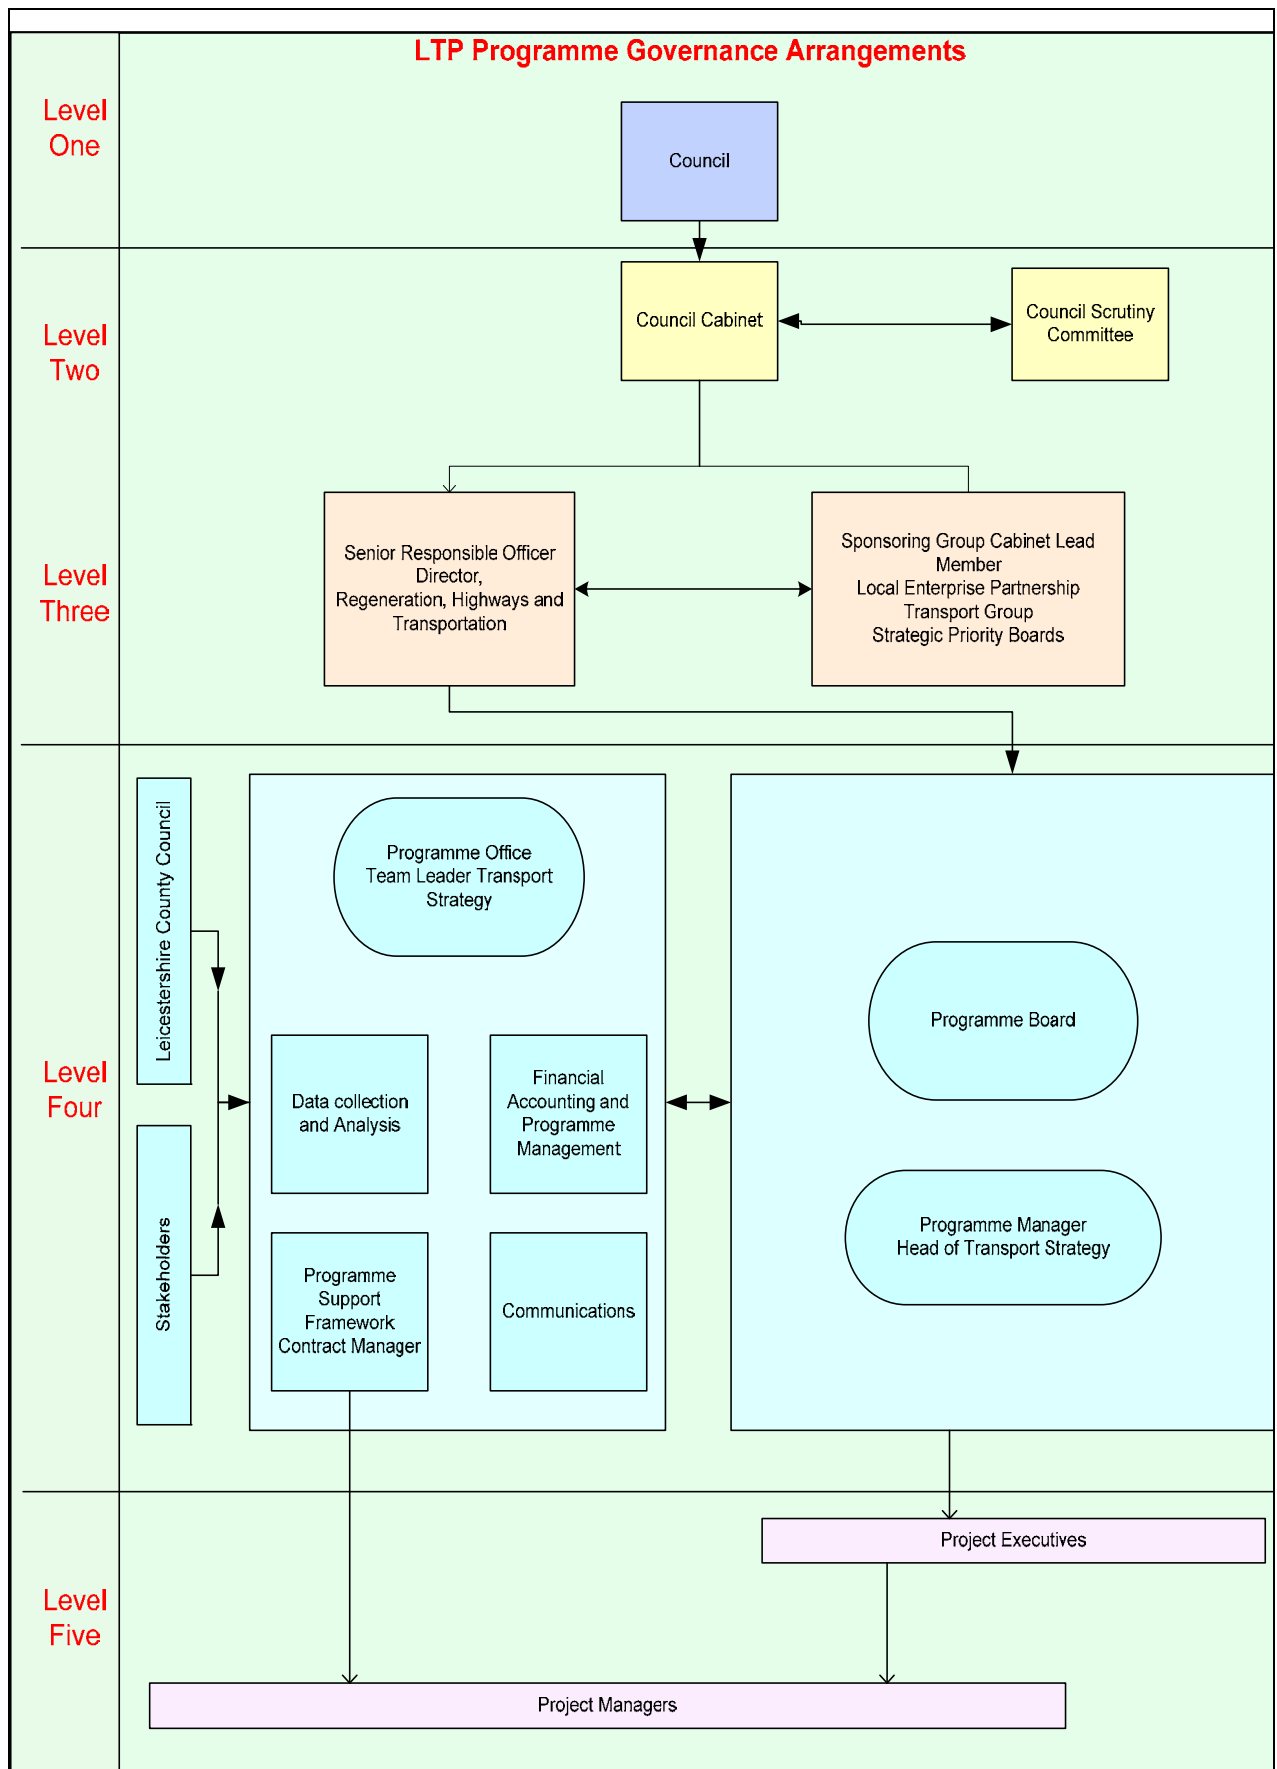 LTP Programme Governance Arrangements
Level
One
Council
Level
Two
Council Cabinet
Council Scrutiny
Committee
Level
Three
Senior Responsible Officer
Director,
Regeneration, Highways and
Transportation
Sponsoring Group Cabinet Lead
Member
Local Enterprise Partnership
Transport Group
Strategic Priority Boards
Level
Four
Leicestershire County Council
Stakeholders
Programme Office
Team Leader Transport
Strategy
Data collection
and Analysis
Financial
Accounting and
Programme
Management
Programme
Support
Framework
Contract Manager
Communications
Programme Board
Programme Manager
Head of Transport Strategy
Level
Five
Project Executives
Project Managers